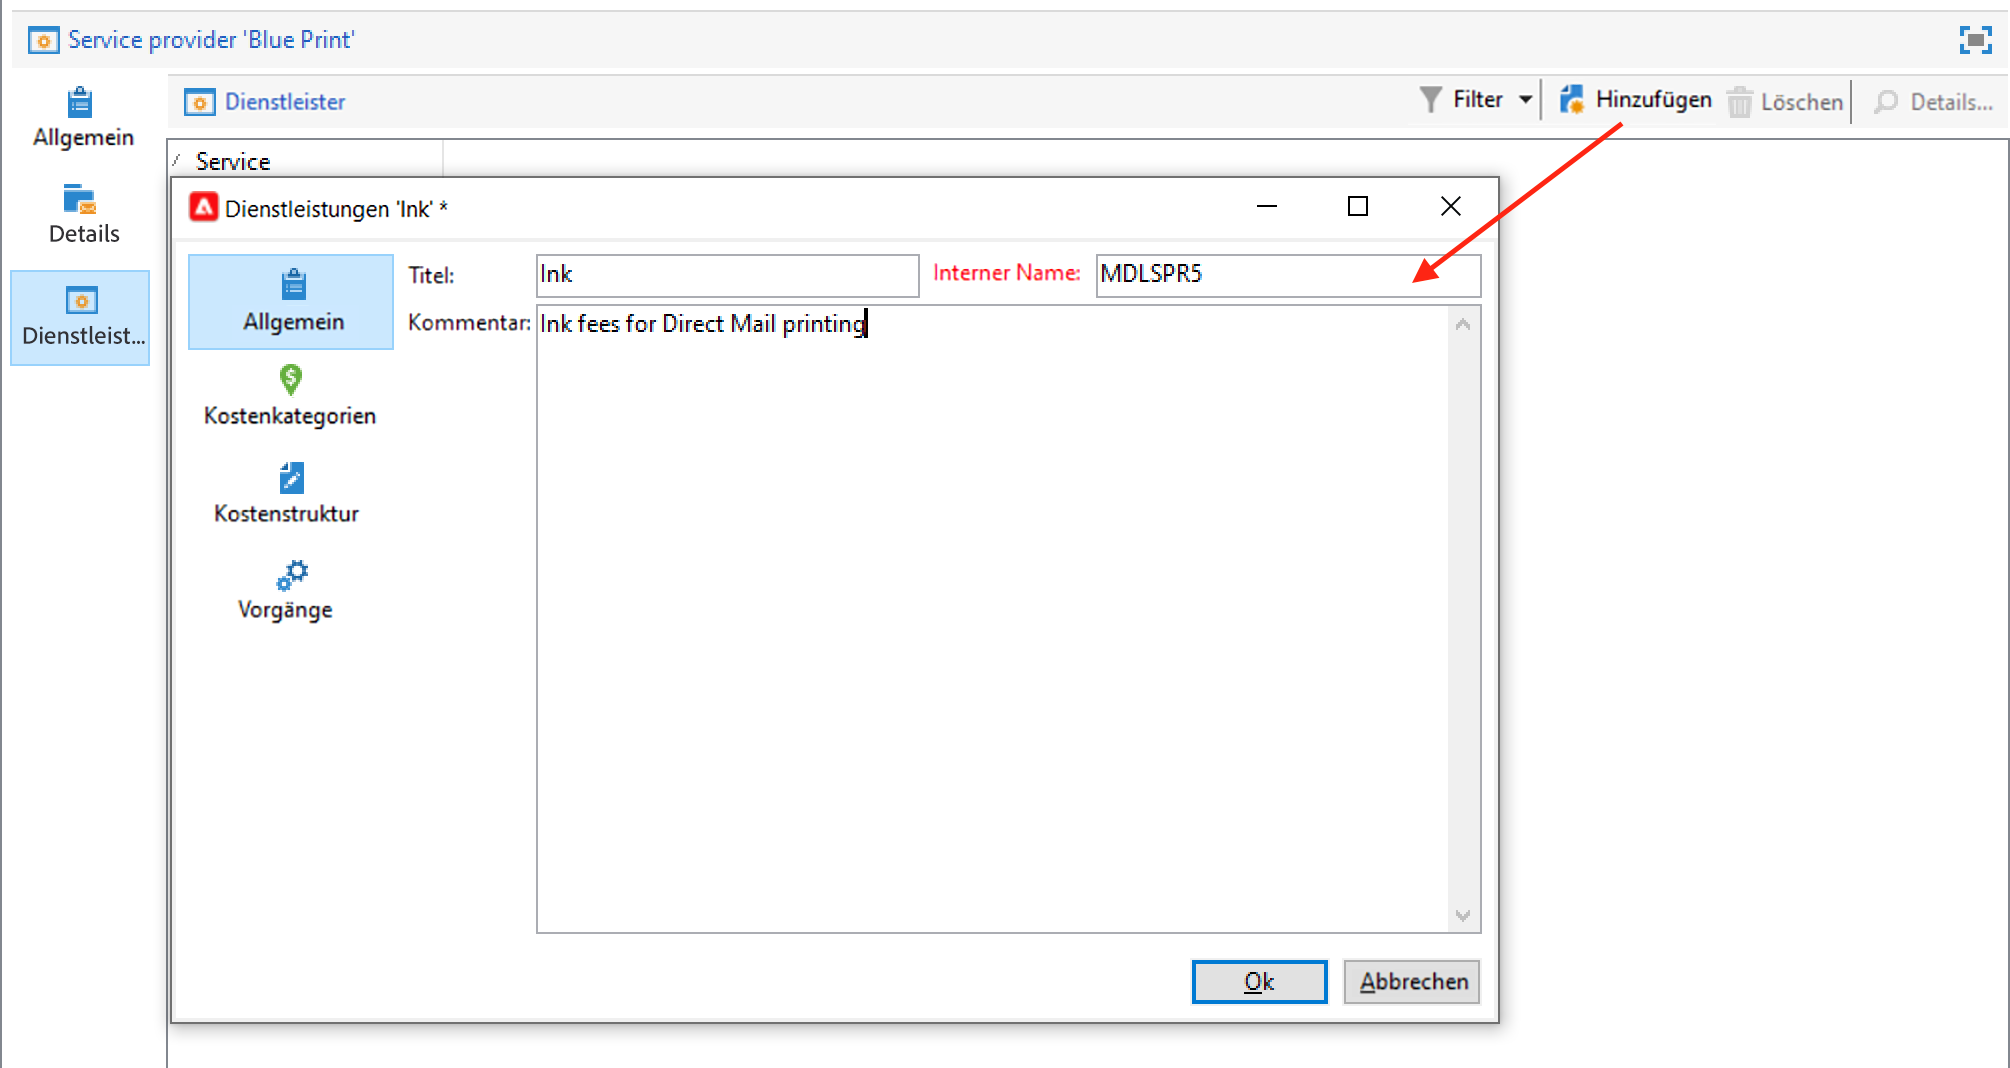 Service provider 'Blue Print'
Allgemein
Details
Dienstleist...
Dienstleister
Filter
Hinzufügen
Löschen
Details...
Service
Dienstleistungen 'Ink' *
Allgemein
Kostenkategorien
Kostenstruktur
Vorgänge
Titel: Ink
Interner Name: MDLSPR5
Kommentar: Ink fees for Direct Mail printing
Ok
Abbrechen